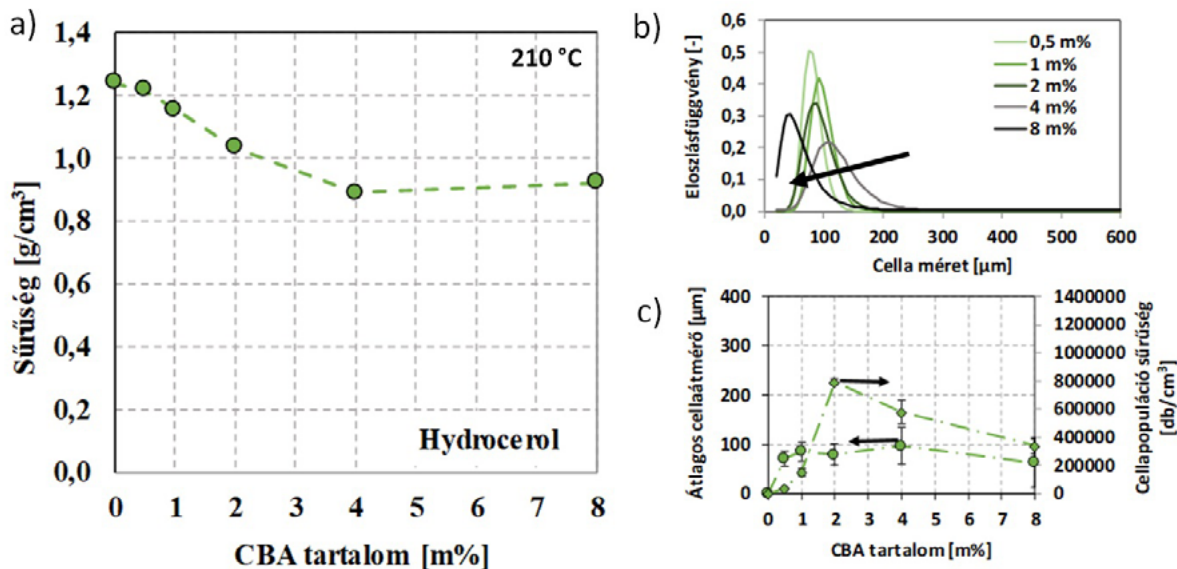 a)
Sűrűség [g/cm³]
1,4
1,2
1,0
0,8
0,6
0,4
0,2
0,0
210 °C
Hydrocerol
0 1 2 3 4 5 6 7 8
CBA tartalom [m%]
b)
Eloszlásfüggvény [-]
0,6
0,5
0,4
0,3
0,2
0,1
0,0
0,5 m%
1 m%
2 m%
4 m%
8 m%
0 100 200 300 400 500 600
Cella méret [µm]
c)
Átlagos cellaátmérő [µm]
400
300
200
100
0
1400000
1200000
1000000
800000
600000
400000
200000
0
Cellapopuláció sűrűség
[db/cm³]
0 1 2 3 4 5 6 7 8
CBA tartalom [m%]